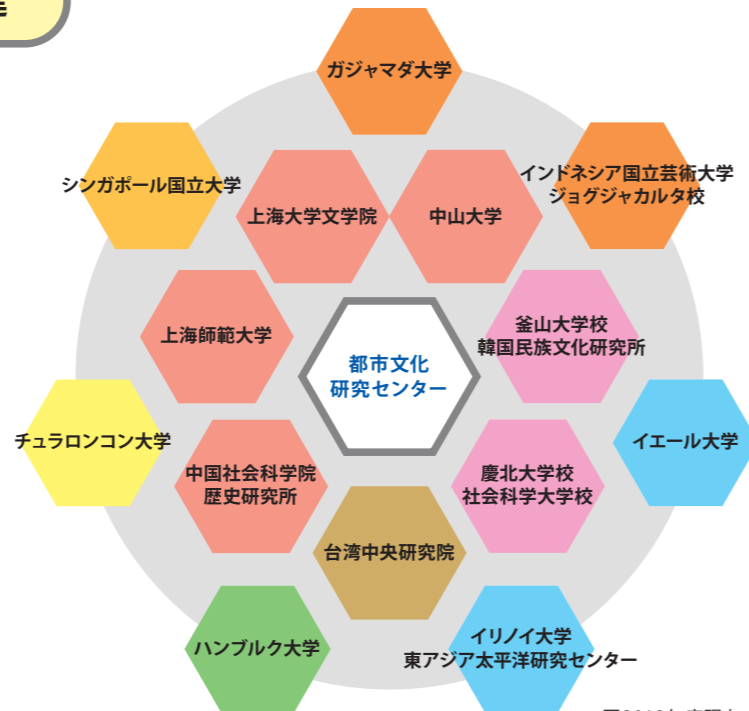 ガジャマダ大学
シンガポール国立大学
インドネシア国立芸術大学
ジョグジャカルタ校
上海大学文学院
中山大学
上海師範大学
釜山大学校
韓国民族文化研究所
都市文化
研究センター
チュラロンコン大学
イエール大学
中国社会科学院
歴史研究所
慶北大学校
社会科学大学校
台湾中央研究院
ハンブルク大学
イリノイ大学
東アジア太平洋研究センター